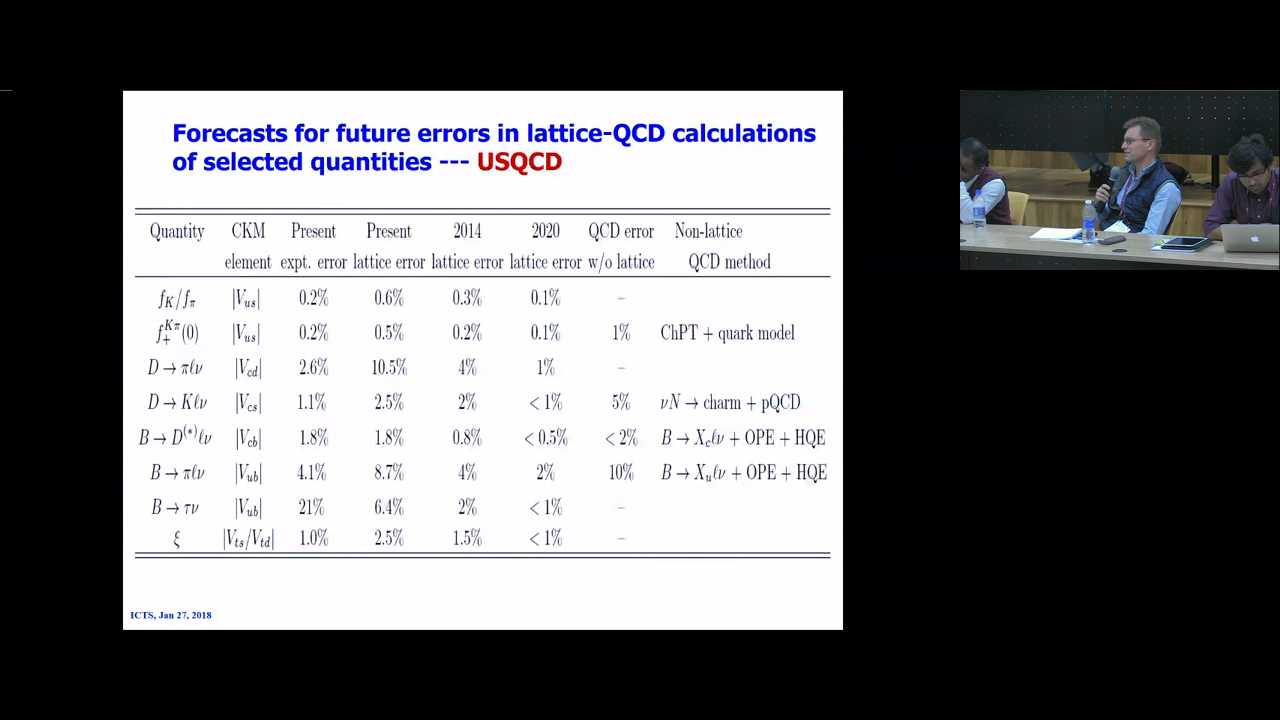 Forecasts for future errors in lattice-QCD calculations
of selected quantities --- USQCD
Quantity CKM Present Present 2014 2020 QCD error Non-lattice
element expt. error lattice error lattice error lattice error w/o lattice QCD method
f_K/f_π |V_us| 0.2% 0.6% 0.3% 0.1% –
f_+^{Kπ}(0) |V_us| 0.2% 0.5% 0.2% 0.1% 1% ChPT + quark model
D → πℓν |V_cd| 2.6% 10.5% 4% 1% –
D → Kℓν |V_cs| 1.1% 2.5% 2% < 1% 5% νN → charm + pQCD
B → D^{(*)}ℓν |V_cb| 1.8% 1.8% 0.8% < 0.5% < 2% B → X_cℓν + OPE + HQE
B → πℓν |V_ub| 4.1% 8.7% 4% 2% 10% B → X_uℓν + OPE + HQE
B → τν |V_ub| 21% 6.4% 2% < 1% –
ξ |V_ts/V_td| 1.0% 2.5% 1.5% < 1% –
ICTS, Jan 27, 2018